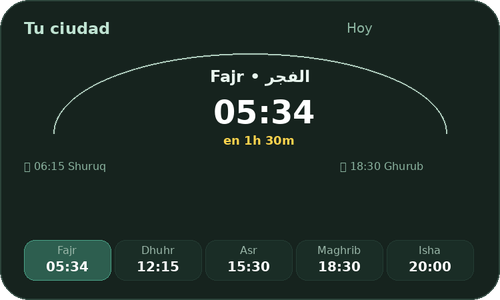 Tu ciudad Hoy
Fajr • الفجر
05:34
en 1h 30m
06:15 Shuruq 18:30 Ghurub
Fajr Dhuhr Asr Maghrib Isha
05:34 12:15 15:30 18:30 20:00